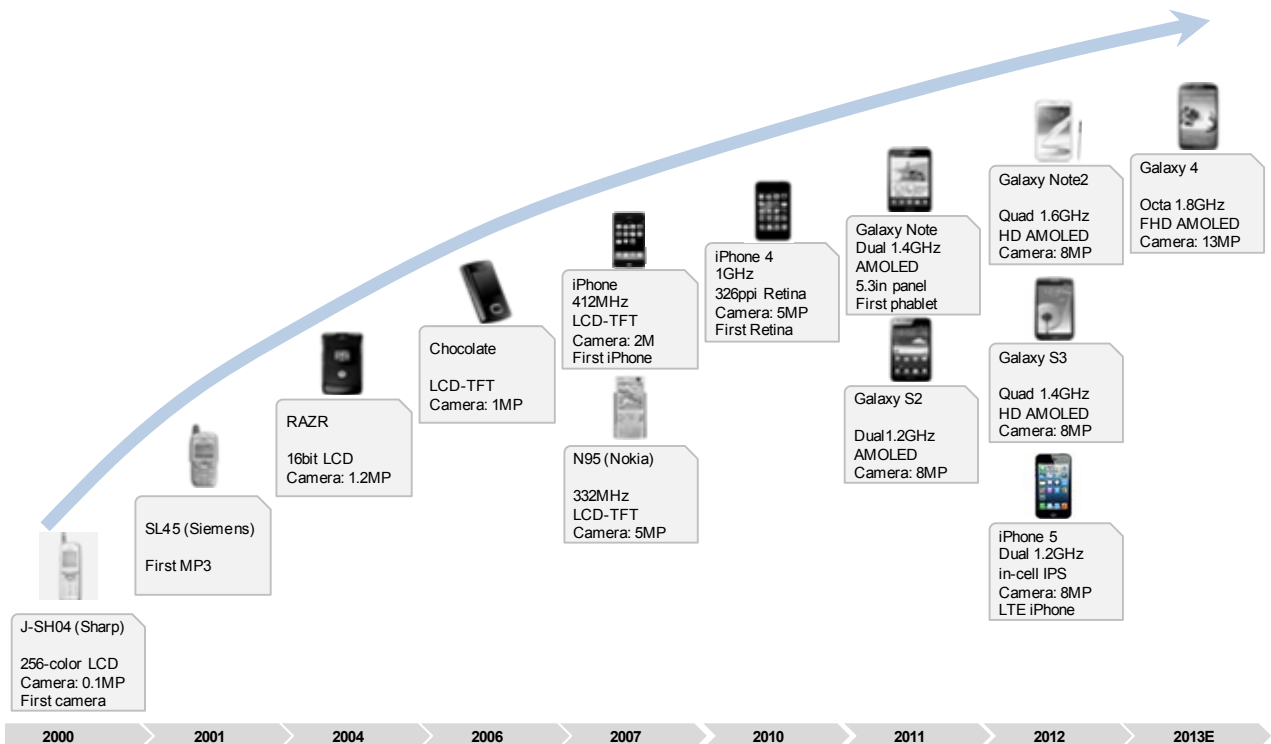 J-SH04 (Sharp)
256-color LCD
Camera: 0.1MP
First camera
SL45 (Siemens)
First MP3
RAZR
16bit LCD
Camera: 1.2MP
Chocolate
LCD-TFT
Camera: 1MP
iPhone
412MHz
LCD-TFT
Camera: 2M
First iPhone
N95 (Nokia)
332MHz
LCD-TFT
Camera: 5MP
iPhone 4
1GHz
326ppi Retina
Camera: 5MP
First Retina
Galaxy Note
Dual 1.4GHz
AMOLED
5.3in panel
First phablet
Galaxy S2
Dual1.2GHz
AMOLED
Camera: 8MP
Galaxy Note2
Quad 1.6GHz
HD AMOLED
Camera: 8MP
Galaxy S3
Quad 1.4GHz
HD AMOLED
Camera: 8MP
iPhone 5
Dual 1.2GHz
in-cell IPS
Camera: 8MP
LTE iPhone
Galaxy 4
Octa 1.8GHz
FHD AMOLED
Camera: 13MP
2000
2001
2004
2006
2007
2010
2011
2012
2013E